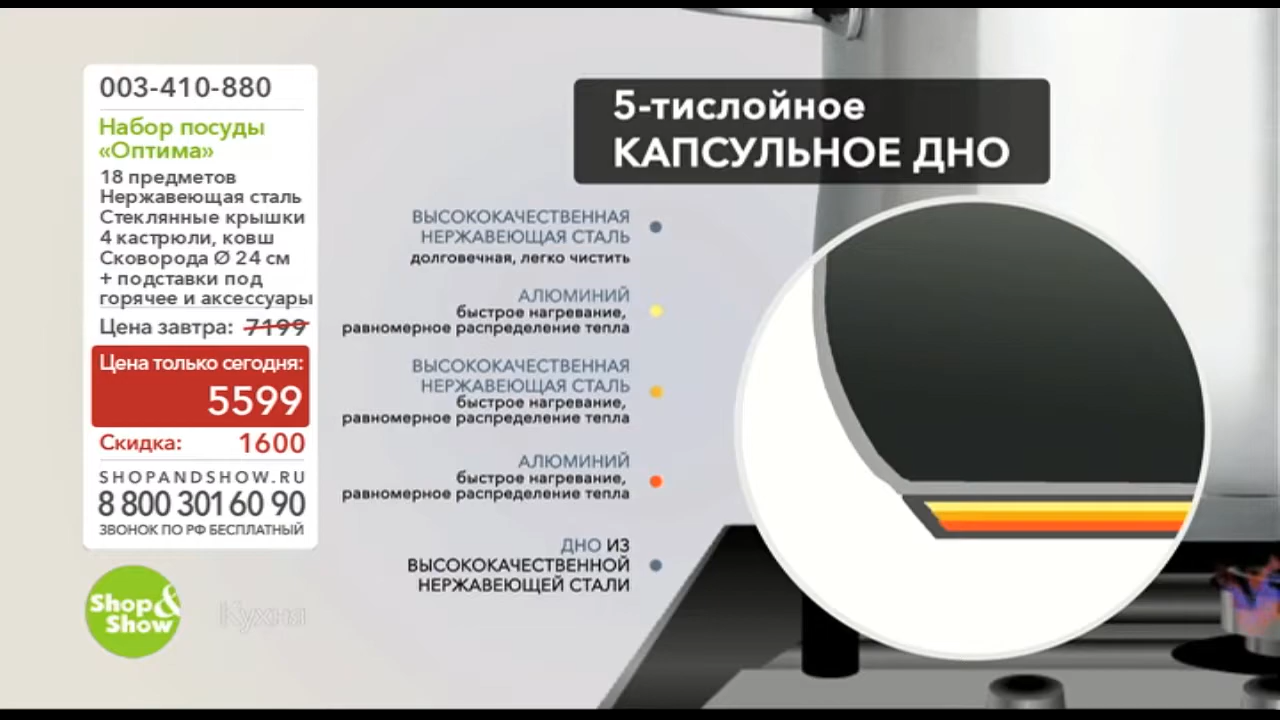 003-410-880
Набор посуды
«Оптима»
18 предметов
Нержавеющая сталь
Стеклянные крышки
4 кастрюли, ковш
Сковорода Ø 24 см
+ подставки под
горячее и аксессуары
Цена завтра: 7199
Цена только сегодня:
5599
Скидка: 1600
SHOPANDSHOW.RU
8 800 301 60 90
ЗВОНОК ПО РФ БЕСПЛАТНЫЙ
Shop&
Show
Кухня
5-тислойное
КАПСУЛЬНОЕ ДНО
ВЫСОКОКАЧЕСТВЕННАЯ
НЕРЖАВЕЮЩАЯ СТАЛЬ
долговечная, легко чистить
АЛЮМИНИЙ
быстрое нагревание,
равномерное распределение тепла
ВЫСОКОКАЧЕСТВЕННАЯ
НЕРЖАВЕЮЩАЯ СТАЛЬ
быстрое нагревание,
равномерное распределение тепла
АЛЮМИНИЙ
быстрое нагревание,
равномерное распределение тепла
ДНО ИЗ
ВЫСОКОКАЧЕСТВЕННОЙ
НЕРЖАВЕЮЩЕЙ СТАЛИ